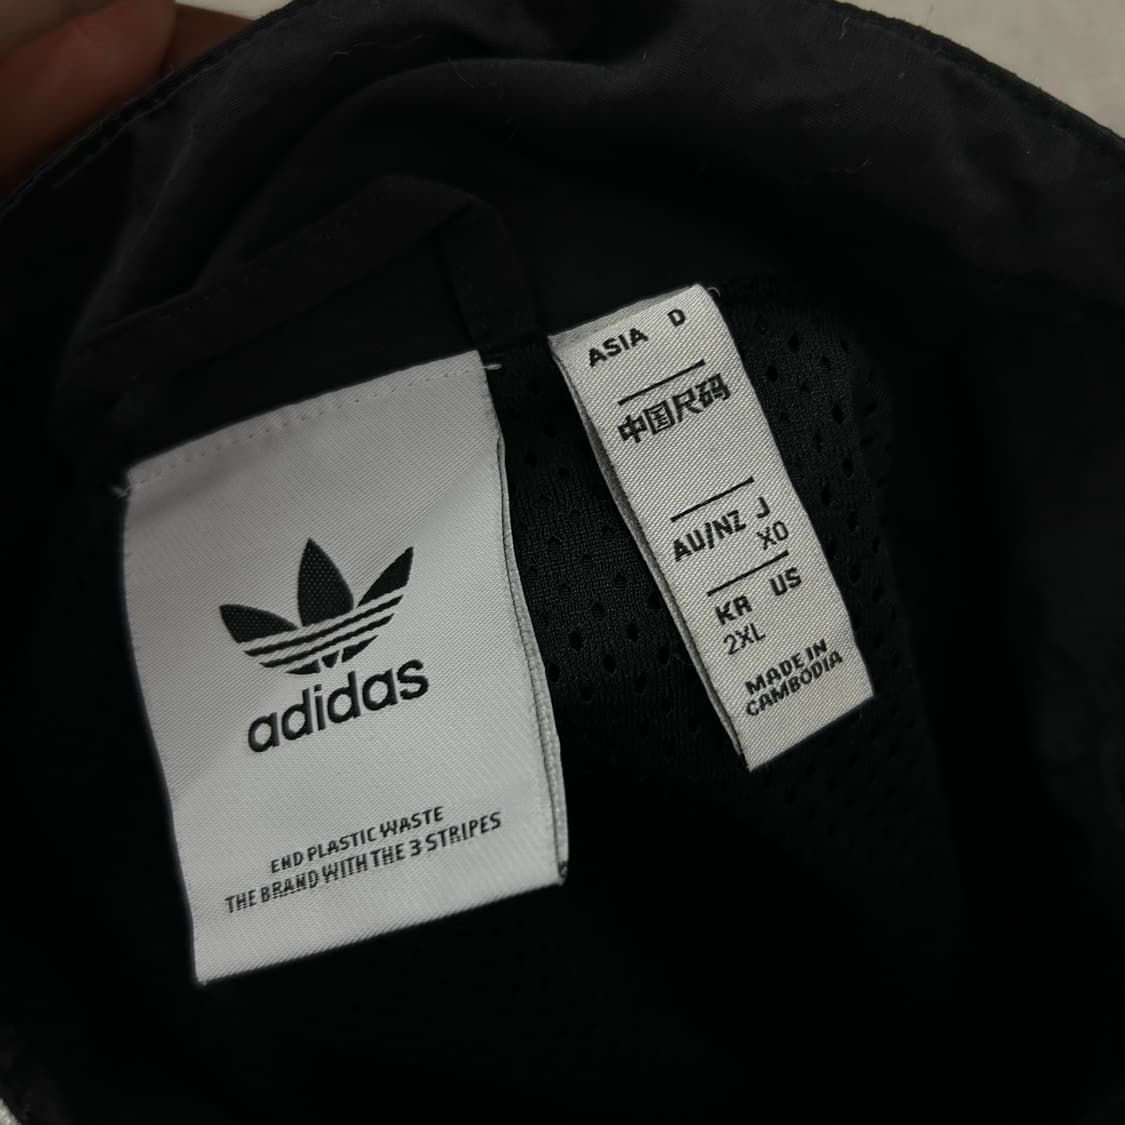 adidas
END PLASTIC WASTE
THE BRAND WITH THE 3 STRIPES
ASIA D
中国尺码
AU/NZ J
XO
KR US
2XL
MADE IN
CAMBODIA